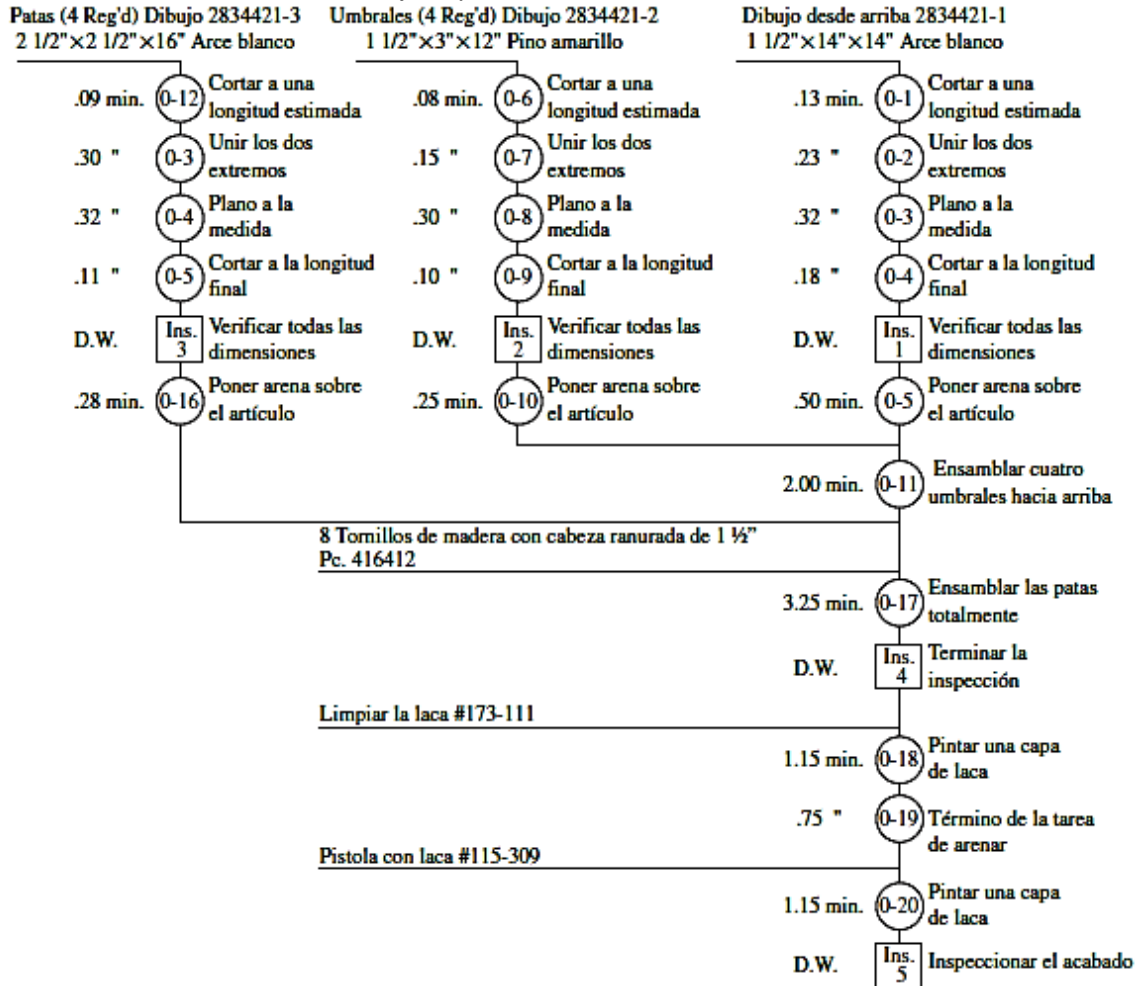 Patas (4 Reg'd) Dibujo 2834421-3
2 1/2"×2 1/2"×16" Arce blanco
.09 min. 0-12 Cortar a una
longitud estimada
.30 " 0-3 Unir los dos
extremos
.32 " 0-4 Plano a la
medida
.11 " 0-5 Cortar a la longitud
final
D.W. Ins. 3 Verificar todas las
dimensiones
.28 min. 0-16 Poner arena sobre
el artículo
Umbrales (4 Reg'd) Dibujo 2834421-2
1 1/2"×3"×12" Pino amarillo
.08 min. 0-6 Cortar a una
longitud estimada
.15 " 0-7 Unir los dos
extremos
.30 " 0-8 Plano a la
medida
.10 " 0-9 Cortar a la longitud
final
D.W. Ins. 2 Verificar todas las
dimensiones
.25 min. 0-10 Poner arena sobre
el artículo
Dibujo desde arriba 2834421-1
1 1/2"×14"×14" Arce blanco
.13 min. 0-1 Cortar a una
longitud estimada
.23 " 0-2 Unir los dos
extremos
.32 " 0-3 Plano a la
medida
.18 " 0-4 Cortar a la longitud
final
D.W. Ins. 1 Verificar todas las
dimensiones
.50 min. 0-5 Poner arena sobre
el artículo
2.00 min. 0-11 Ensamblar cuatro
umbrales hacia arriba
8 Tornillos de madera con cabeza ranurada de 1 ½”
Pc. 416412
3.25 min. 0-17 Ensamblar las patas
totalmente
D.W. Ins. 4 Terminar la
inspección
Limpiar la laca #173-111
1.15 min. 0-18 Pintar una capa
de laca
.75 " 0-19 Término de la tarea
de arenar
Pistola con laca #115-309
1.15 min. 0-20 Pintar una capa
de laca
D.W. Ins. 5 Inspeccionar el acabado